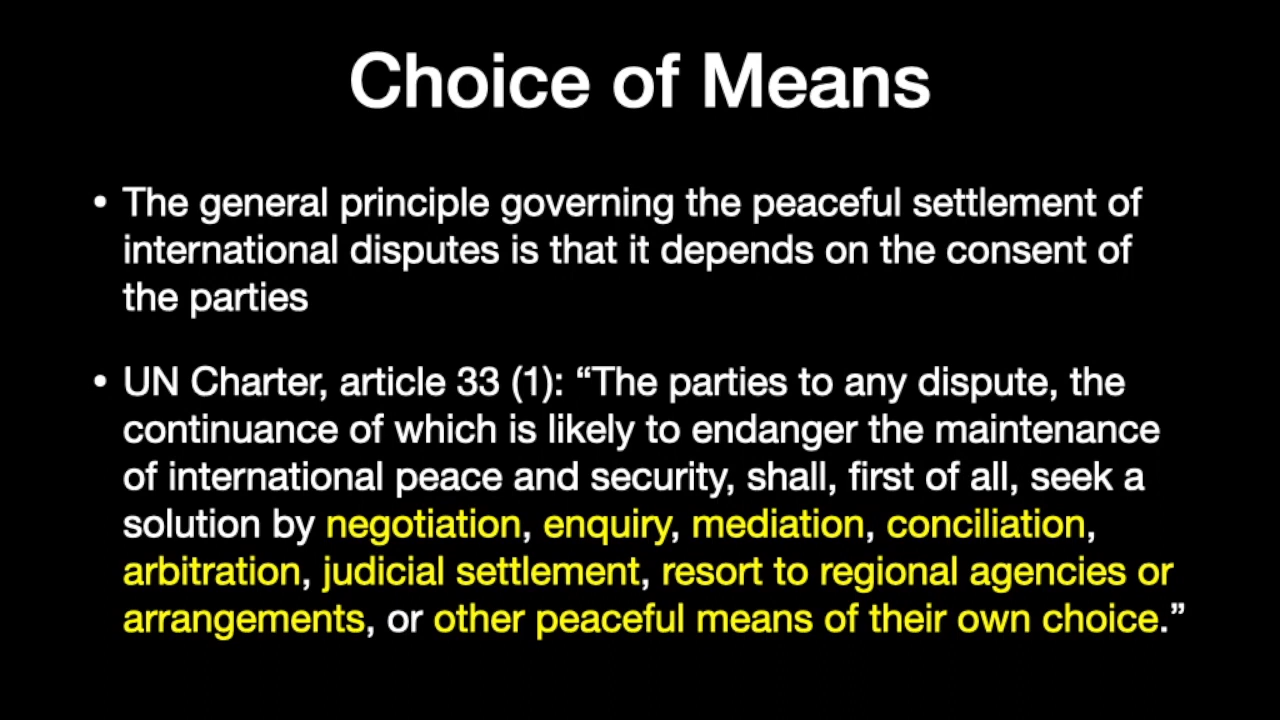 Choice of Means
• The general principle governing the peaceful settlement of
international disputes is that it depends on the consent of
the parties
• UN Charter, article 33 (1): “The parties to any dispute, the
continuance of which is likely to endanger the maintenance
of international peace and security, shall, first of all, seek a
solution by negotiation, enquiry, mediation, conciliation,
arbitration, judicial settlement, resort to regional agencies or
arrangements, or other peaceful means of their own choice.”